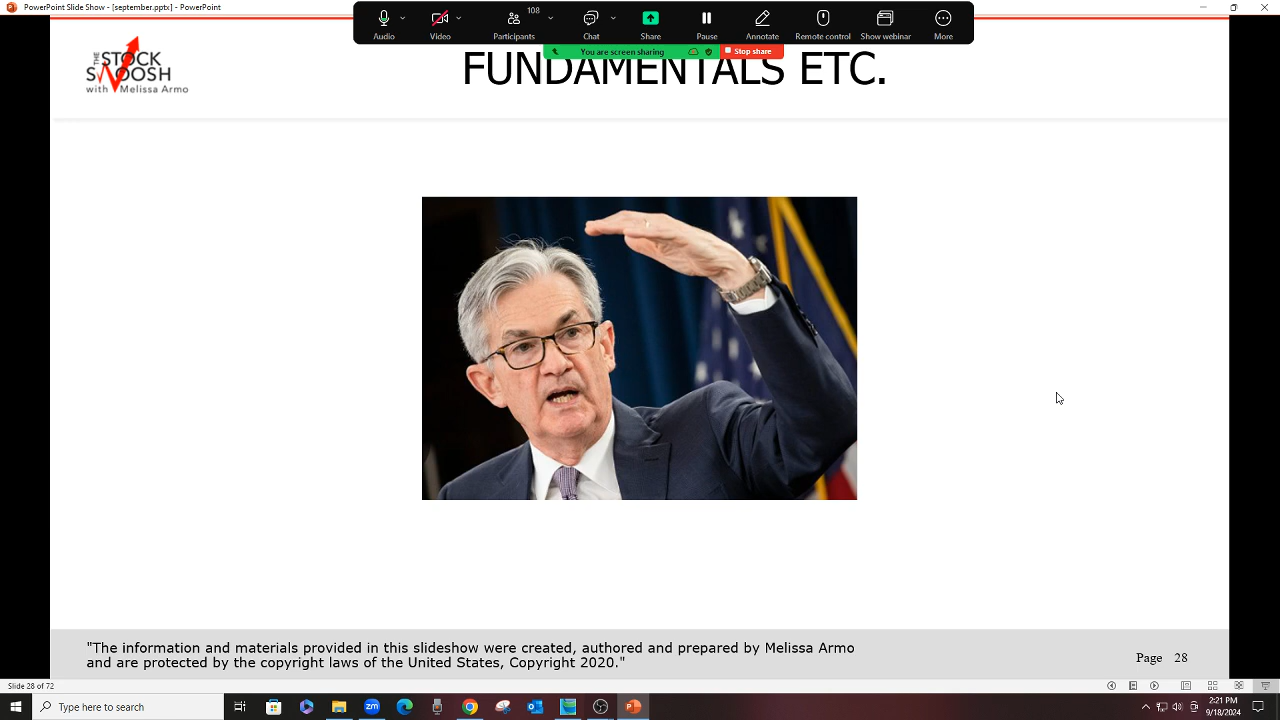 PowerPoint Slide Show - [september.pptx] - PowerPoint
108
Audio
Video
Participants
Chat
Share
Pause
Annotate
Remote control
Show webinar
More
You are screen sharing
Stop share
THE STOCK
SWOOSH
with Melissa Armo
FUNDAMENTALS ETC.
"The information and materials provided in this slideshow were created, authored and prepared by Melissa Armo
and are protected by the copyright laws of the United States, Copyright 2020."
Page 28
Slide 28 of 72
Type here to search
zm
2:21 PM
9/18/2024